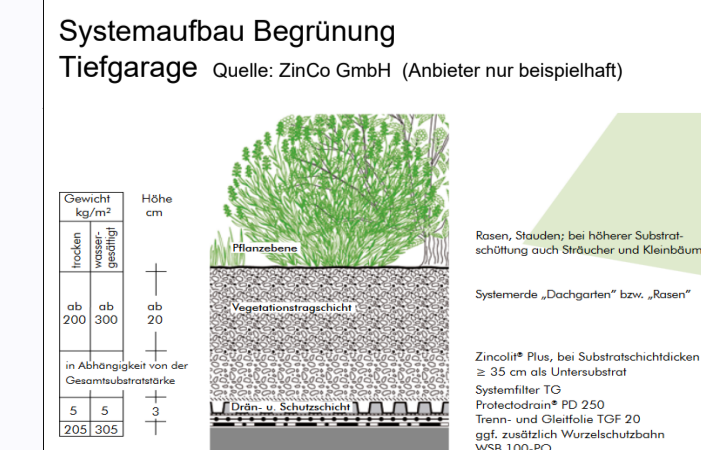 Systemaufbau Begrünung
Tiefgarage Quelle: ZinCo GmbH (Anbieter nur beispielhaft)
Gewicht
kg/m²
Höhe
cm
trocken
wasser-
gesättigt
Pflanzebene
Rasen, Stauden; bei höherer Substrat-
schüttung auch Sträucher und Kleinbäum
Systemerde „Dachgarten" bzw. „Rasen"
ab
200
ab
300
ab
20
Vegetationstragschicht
in Abhängigkeit von der
Gesamtsubstratstärke
Zincolit® Plus, bei Substratschichtdicken
≥ 35 cm als Untersubstrat
5 5 3
205 305
Drän- u. Schutzschicht
Systemfilter TG
Protectodrain® PD 250
Trenn- und Gleitfolie TGF 20
ggf. zusätzlich Wurzelschutzbahn
WSB 100-PO